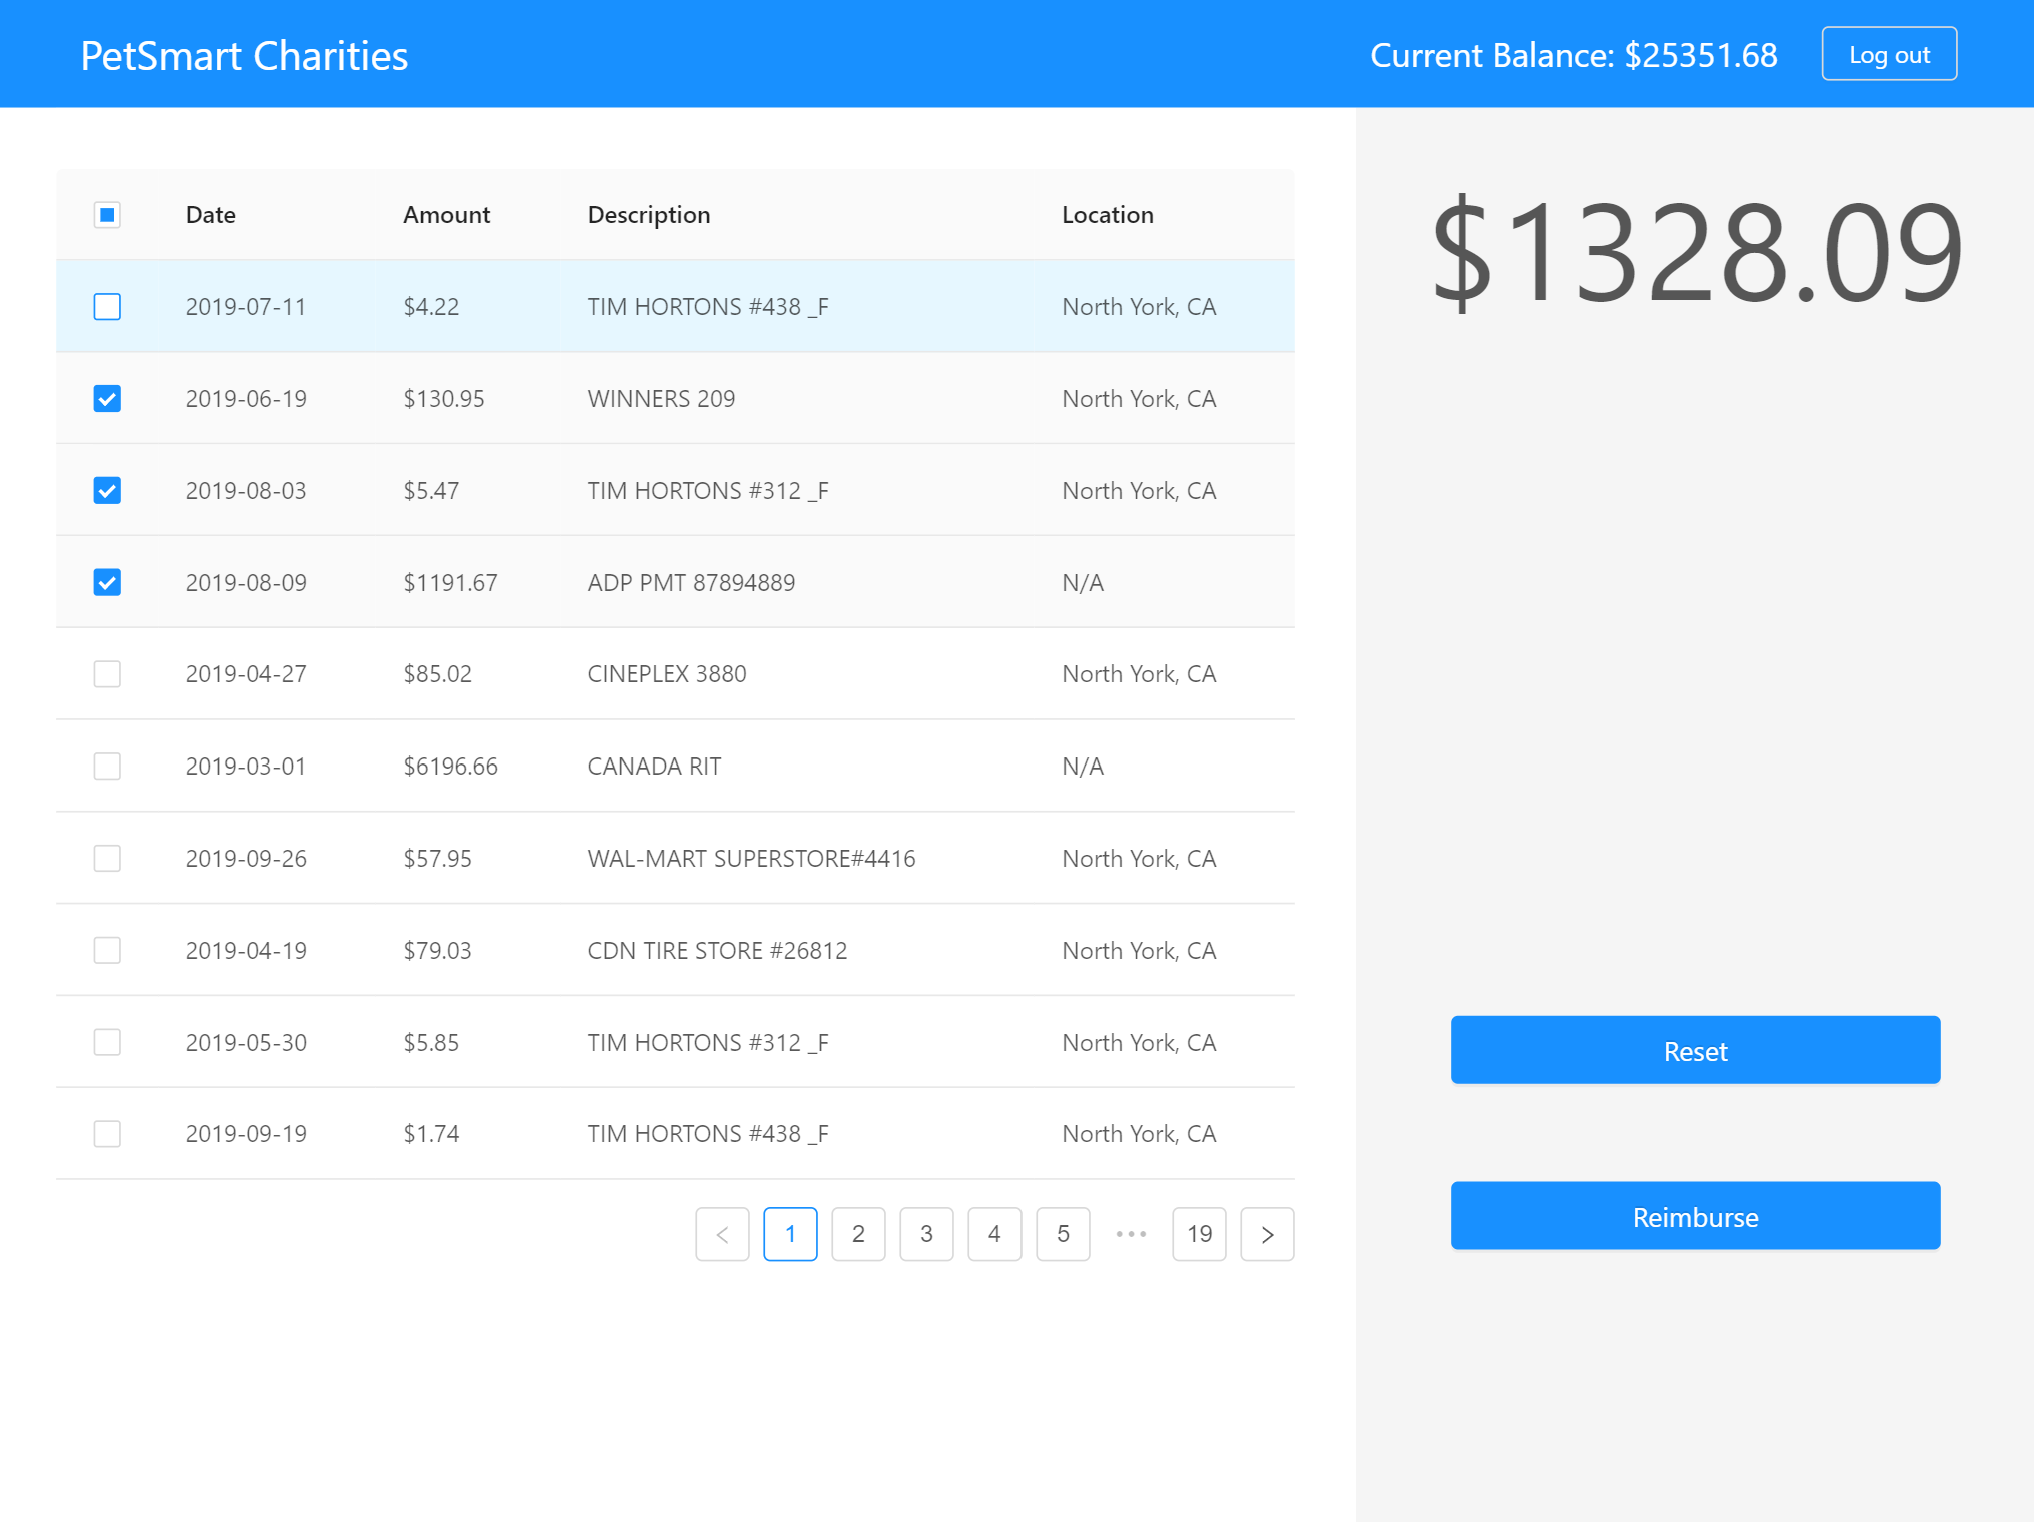 PetSmart Charities Current Balance: $25351.68 Log out
Date Amount Description Location
$1328.09
2019-07-11 $4.22 TIM HORTONS #438 _F North York, CA
2019-06-19 $130.95 WINNERS 209 North York, CA
2019-08-03 $5.47 TIM HORTONS #312 _F North York, CA
2019-08-09 $1191.67 ADP PMT 87894889 N/A
2019-04-27 $85.02 CINEPLEX 3880 North York, CA
2019-03-01 $6196.66 CANADA RIT N/A
2019-09-26 $57.95 WAL-MART SUPERSTORE#4416 North York, CA
2019-04-19 $79.03 CDN TIRE STORE #26812 North York, CA
2019-05-30 $5.85 TIM HORTONS #312 _F North York, CA
Reset
2019-09-19 $1.74 TIM HORTONS #438 _F North York, CA
Reimburse
< 1 2 3 4 5 ••• 19 >